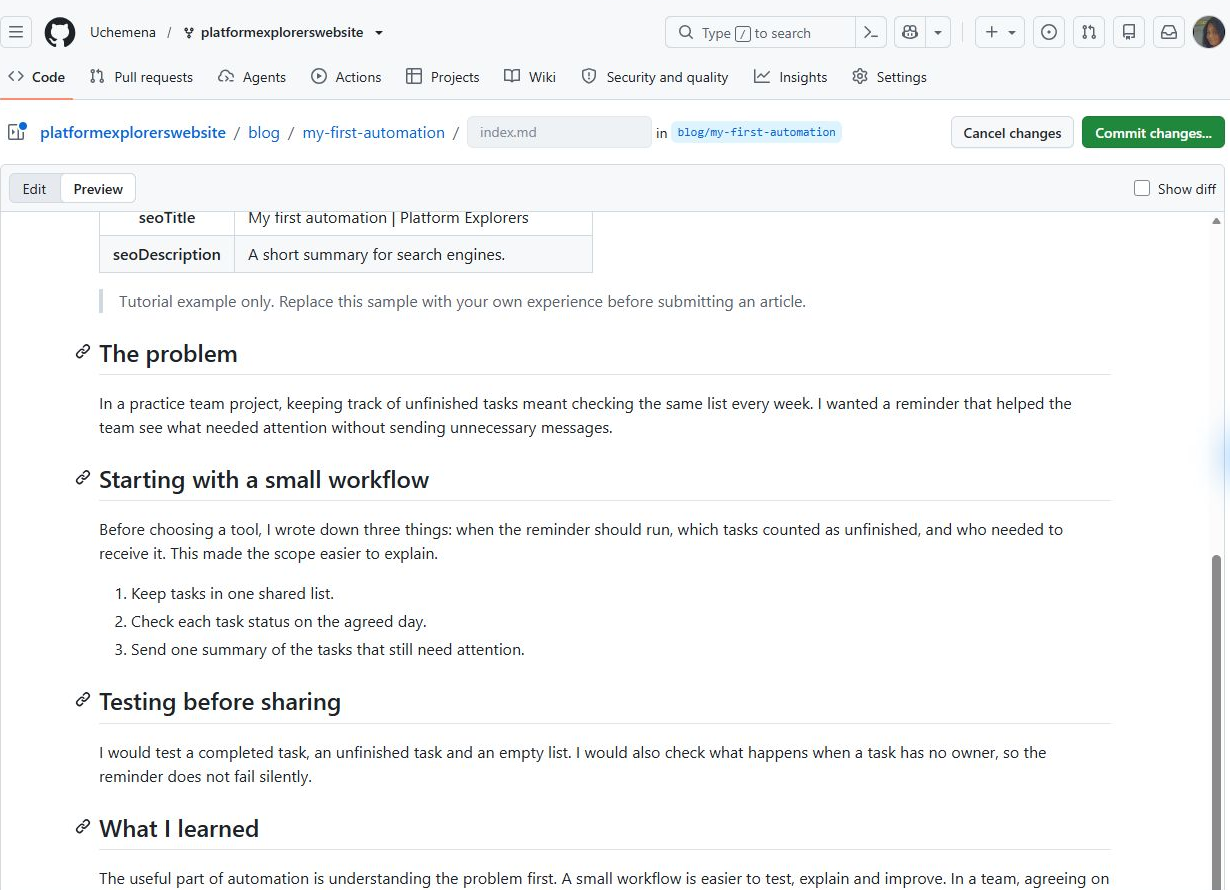 Uchemena / platformexplorerswebsite
Type / to search
Code
Pull requests
Agents
Actions
Projects
Wiki
Security and quality
Insights
Settings
platformexplorerswebsite / blog / my-first-automation / index.md in blog/my-first-automation
Cancel changes
Commit changes...
Edit
Preview
Show diff
seoTitle My first automation | Platform Explorers
seoDescription A short summary for search engines.
Tutorial example only. Replace this sample with your own experience before submitting an article.
The problem
In a practice team project, keeping track of unfinished tasks meant checking the same list every week. I wanted a reminder that helped the
team see what needed attention without sending unnecessary messages.
Starting with a small workflow
Before choosing a tool, I wrote down three things: when the reminder should run, which tasks counted as unfinished, and who needed to
receive it. This made the scope easier to explain.
1. Keep tasks in one shared list.
2. Check each task status on the agreed day.
3. Send one summary of the tasks that still need attention.
Testing before sharing
I would test a completed task, an unfinished task and an empty list. I would also check what happens when a task has no owner, so the
reminder does not fail silently.
What I learned
The useful part of automation is understanding the problem first. A small workflow is easier to test, explain and improve. In a team, agreeing on